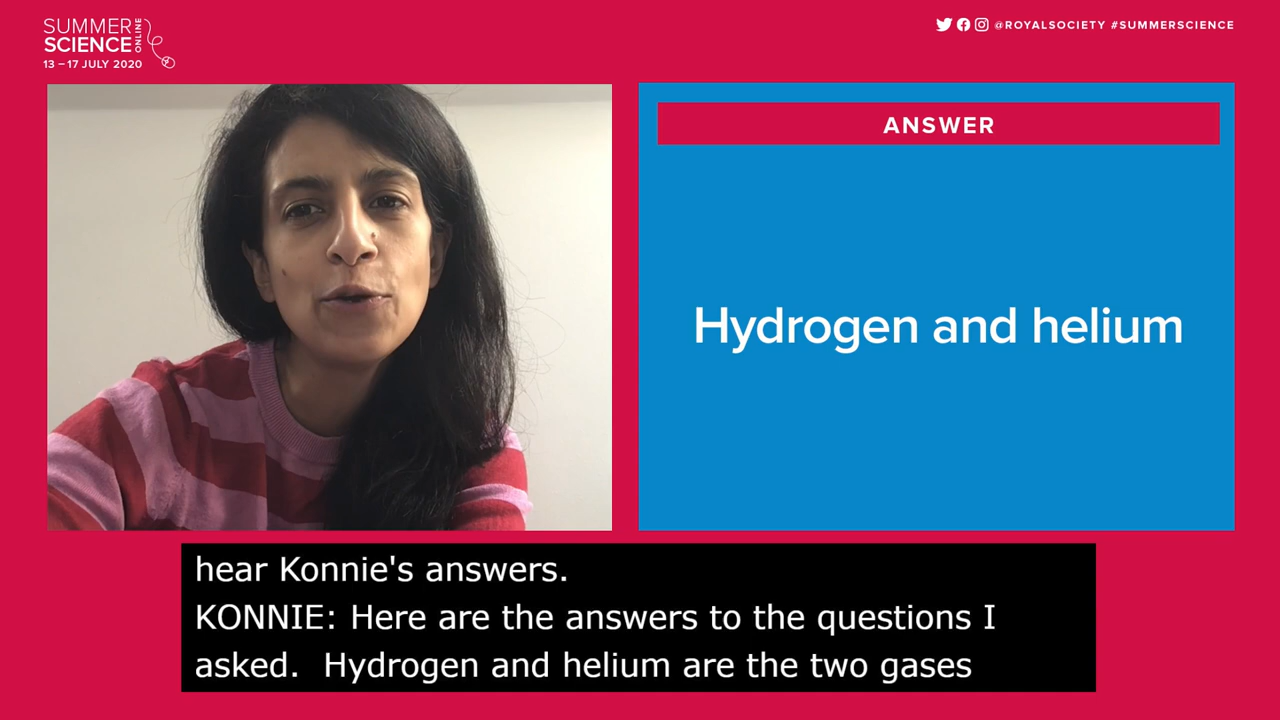 SUMMER
SCIENCE
ONLINE
13 – 17 JULY 2020
@ROYALSOCIETY #SUMMERSCIENCE
ANSWER
Hydrogen and helium
hear Konnie's answers.
KONNIE: Here are the answers to the questions I
asked.  Hydrogen and helium are the two gases